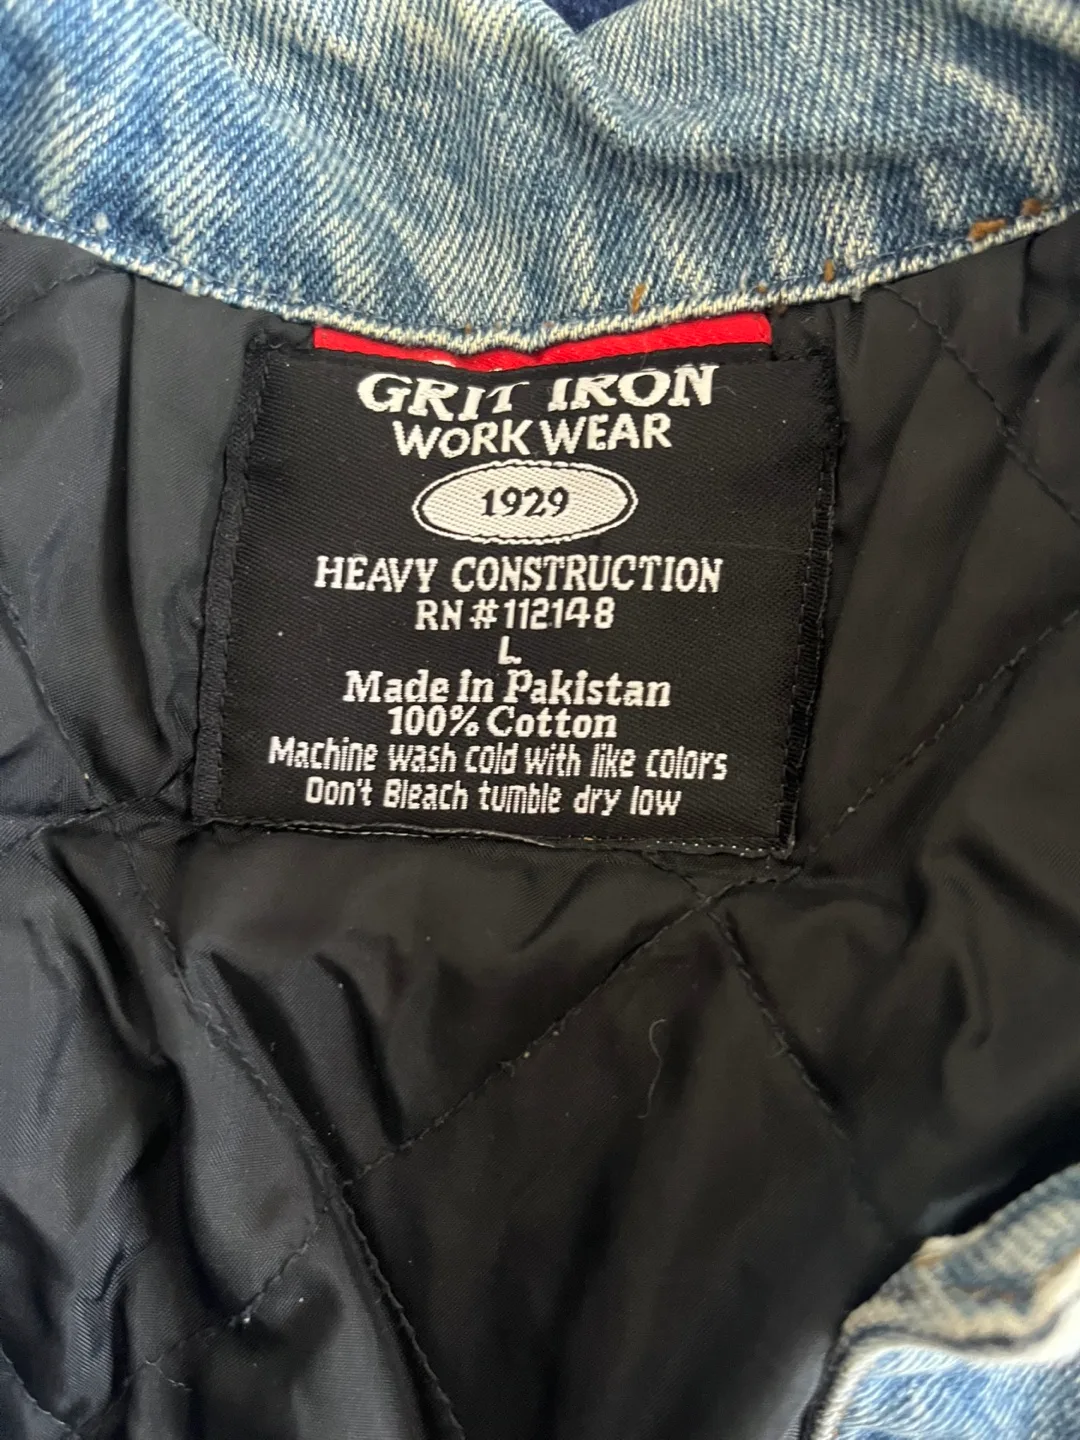 GRIT IRON
WORK WEAR
1929
HEAVY CONSTRUCTION
RN #112148
L
Made in Pakistan
100% Cotton
Machine wash cold with like colors
Don't Bleach tumble dry low